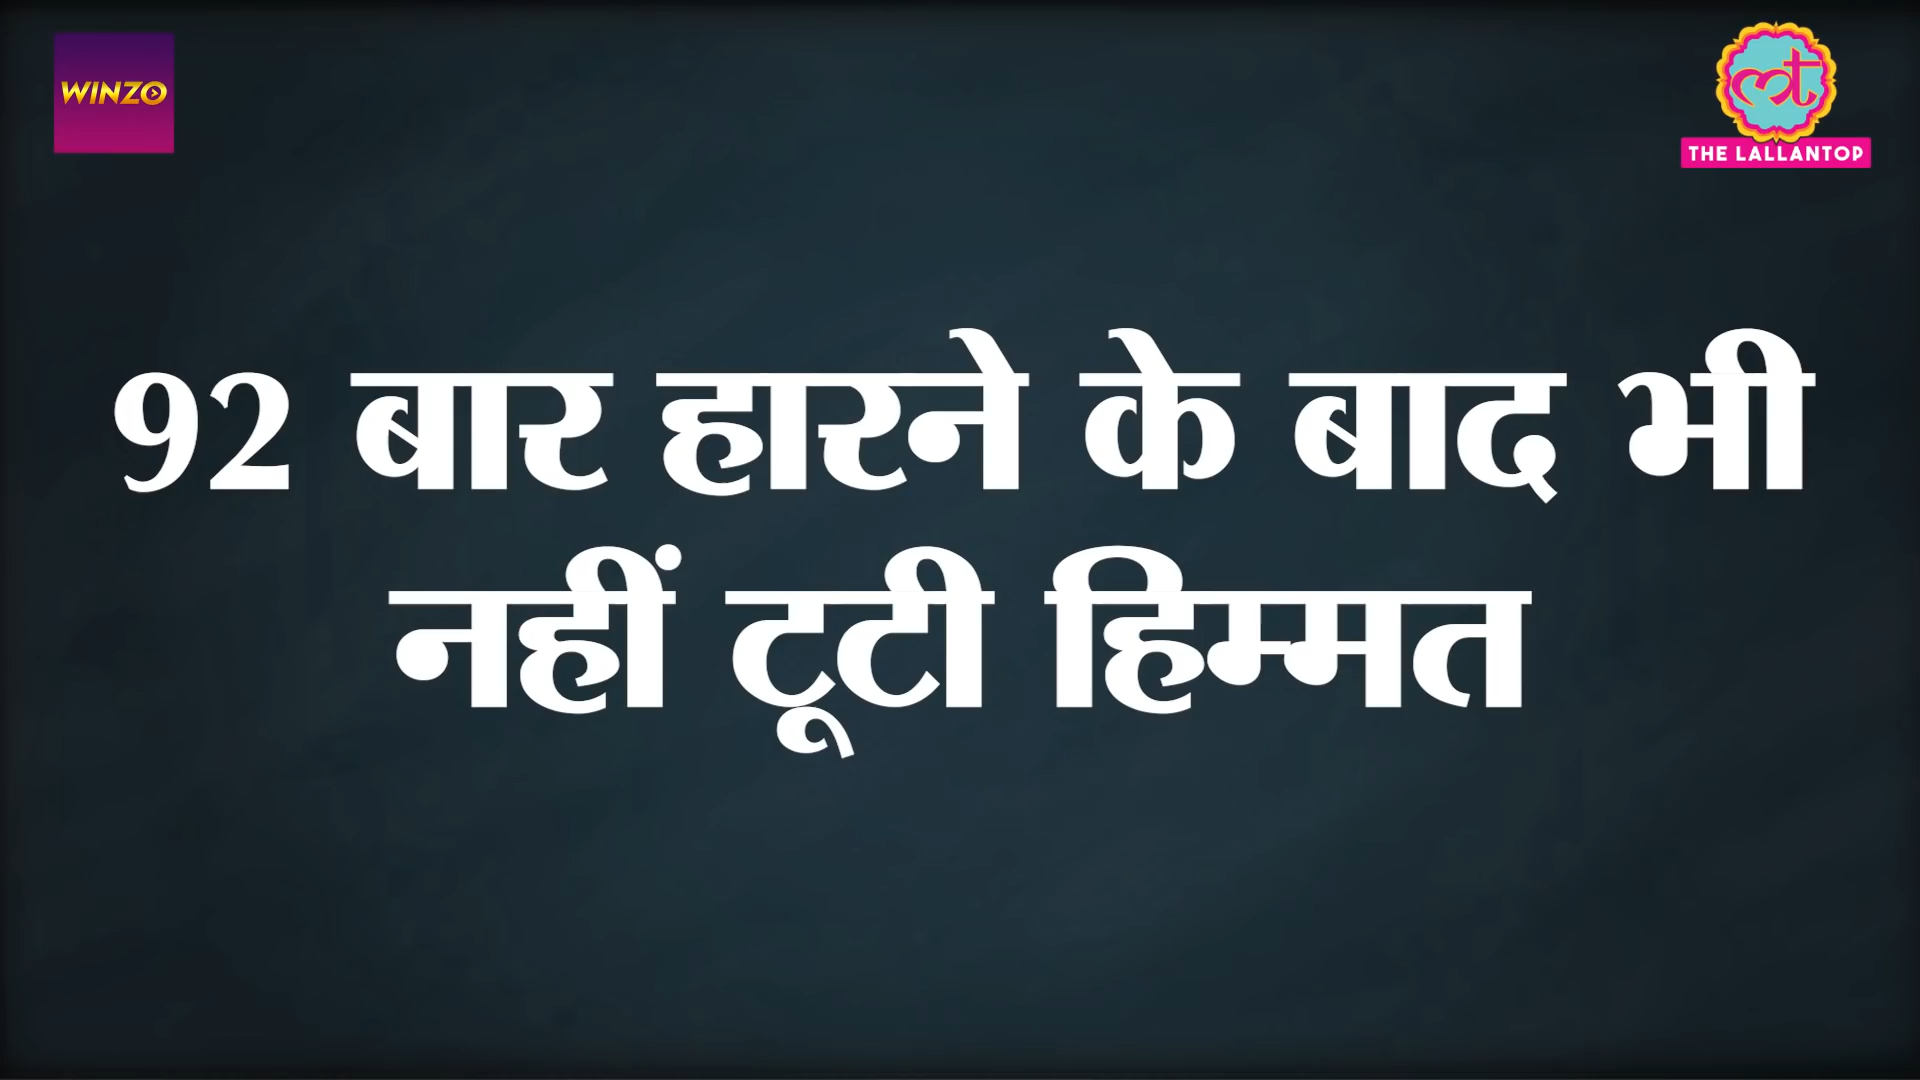 WINZO
THE LALLANTOP
92 बार हारने के बाद भी
नहीं टूटी हिम्मत